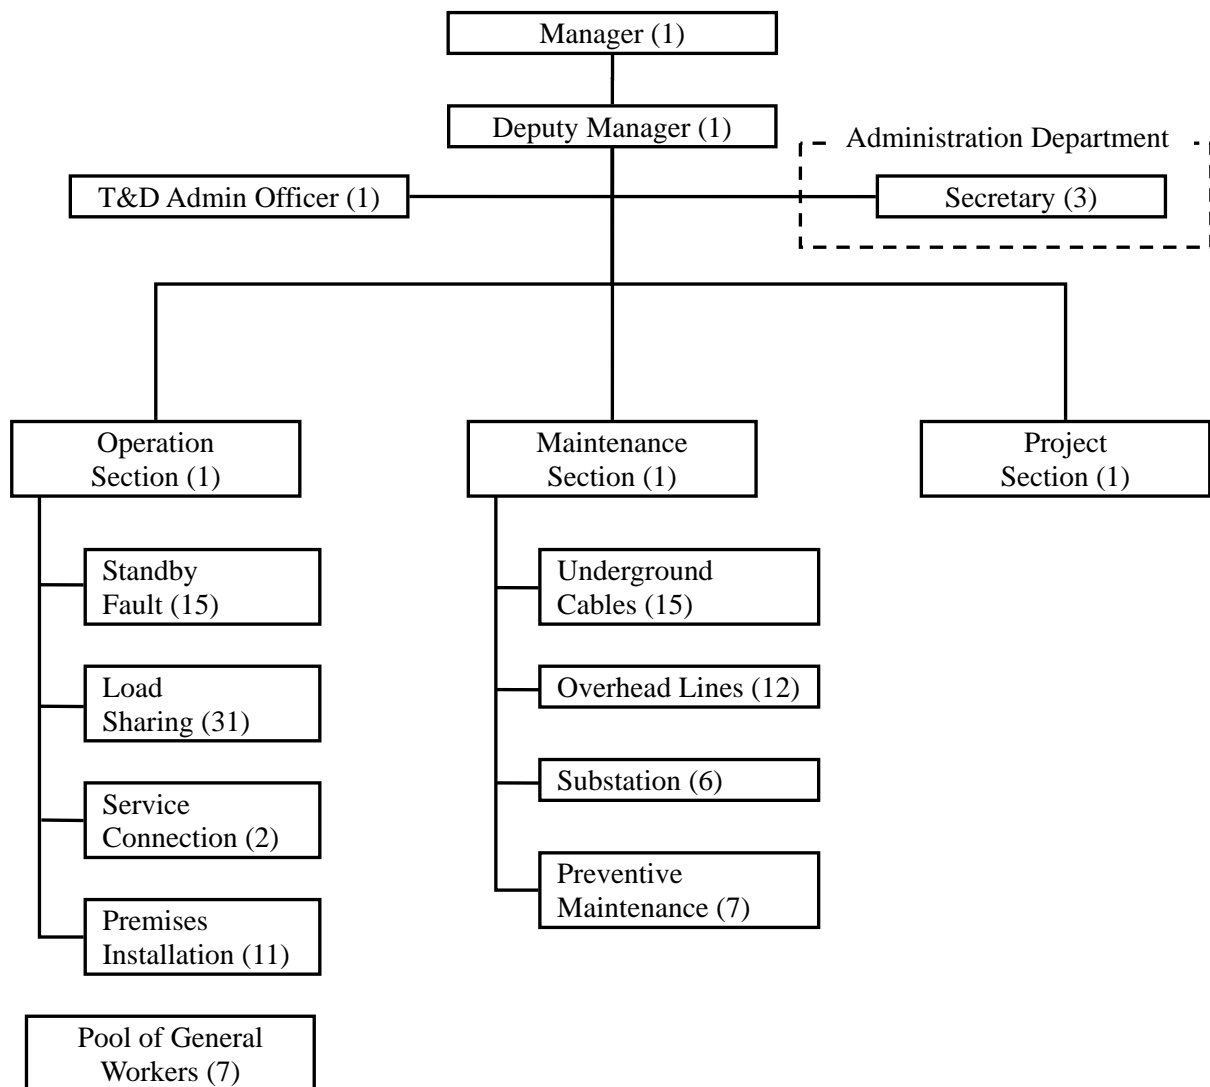 Manager (1)
Deputy Manager (1)
Administration Department
T&D Admin Officer (1)
Secretary (3)
Operation
Section (1)
Maintenance
Section (1)
Project
Section (1)
Standby
Fault (15)
Load
Sharing (31)
Service
Connection (2)
Premises
Installation (11)
Pool of General
Workers (7)
Underground
Cables (15)
Overhead Lines (12)
Substation (6)
Preventive
Maintenance (7)